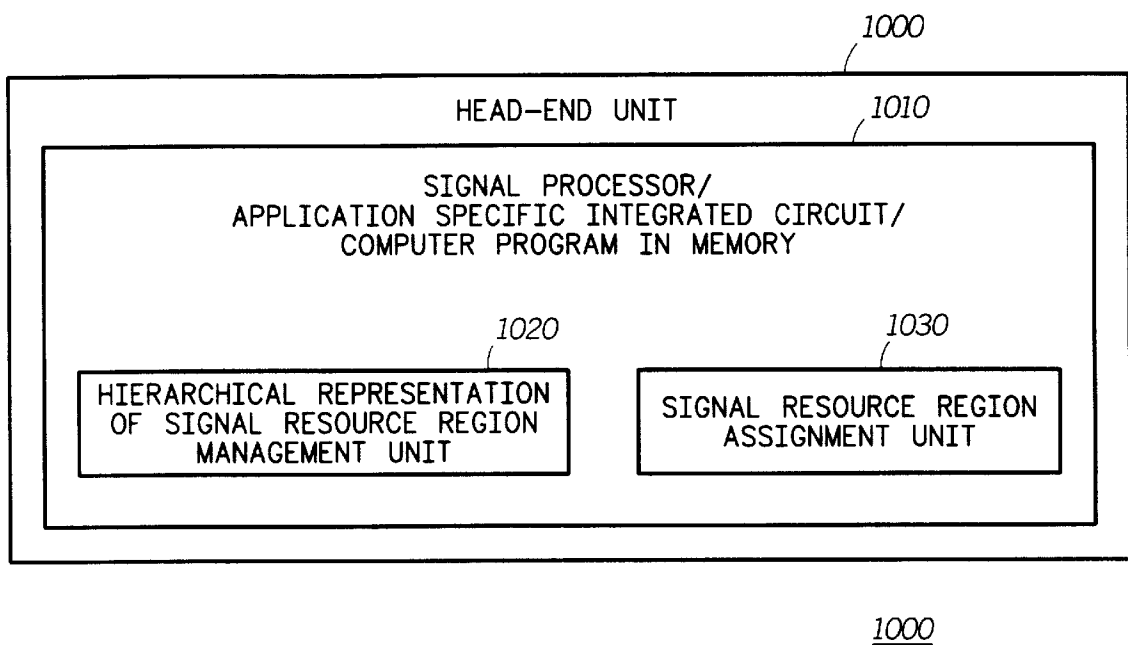 1000
HEAD-END UNIT
1010
SIGNAL PROCESSOR/
APPLICATION SPECIFIC INTEGRATED CIRCUIT/
COMPUTER PROGRAM IN MEMORY
1020
HIERARCHICAL REPRESENTATION
OF SIGNAL RESOURCE REGION
MANAGEMENT UNIT
1030
SIGNAL RESOURCE REGION
ASSIGNMENT UNIT
1000